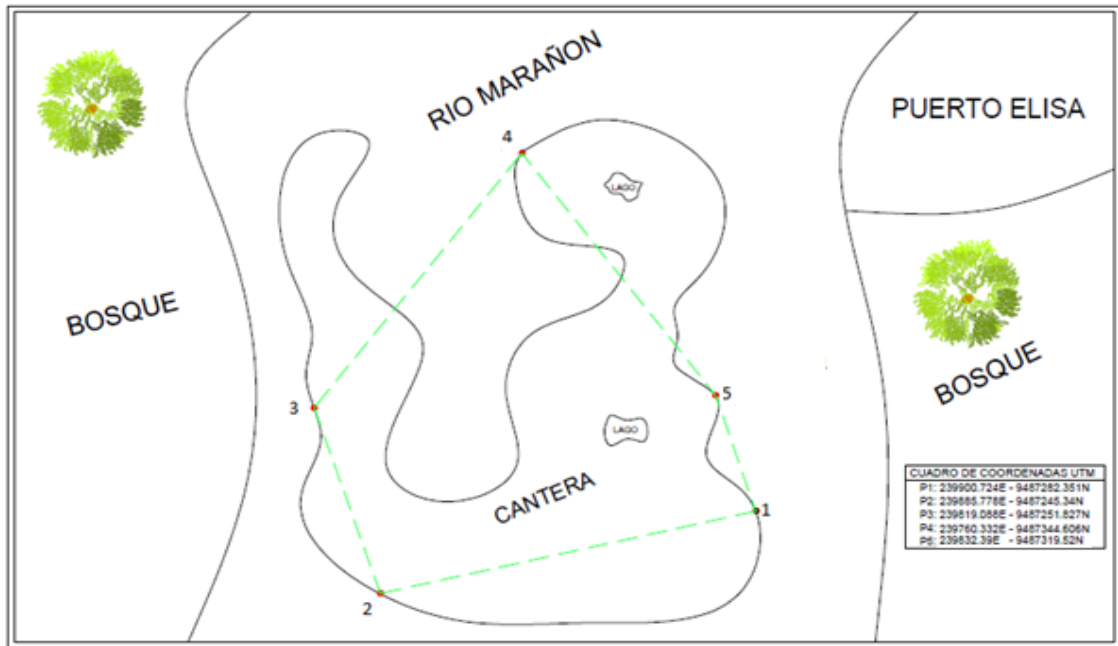 RIO MARAÑON
PUERTO ELISA
4
LAGO
BOSQUE
BOSQUE
3
5
LAGO
CANTERA
1
2
CUADRO DE COORDENADAS UTM
P1: 239900.724E - 9487282.351N
P2: 239885.778E - 9487245.34N
P3: 239819.088E - 9487251.827N
P4: 239760.332E - 9487344.606N
P5: 239832.39E - 9487319.52N